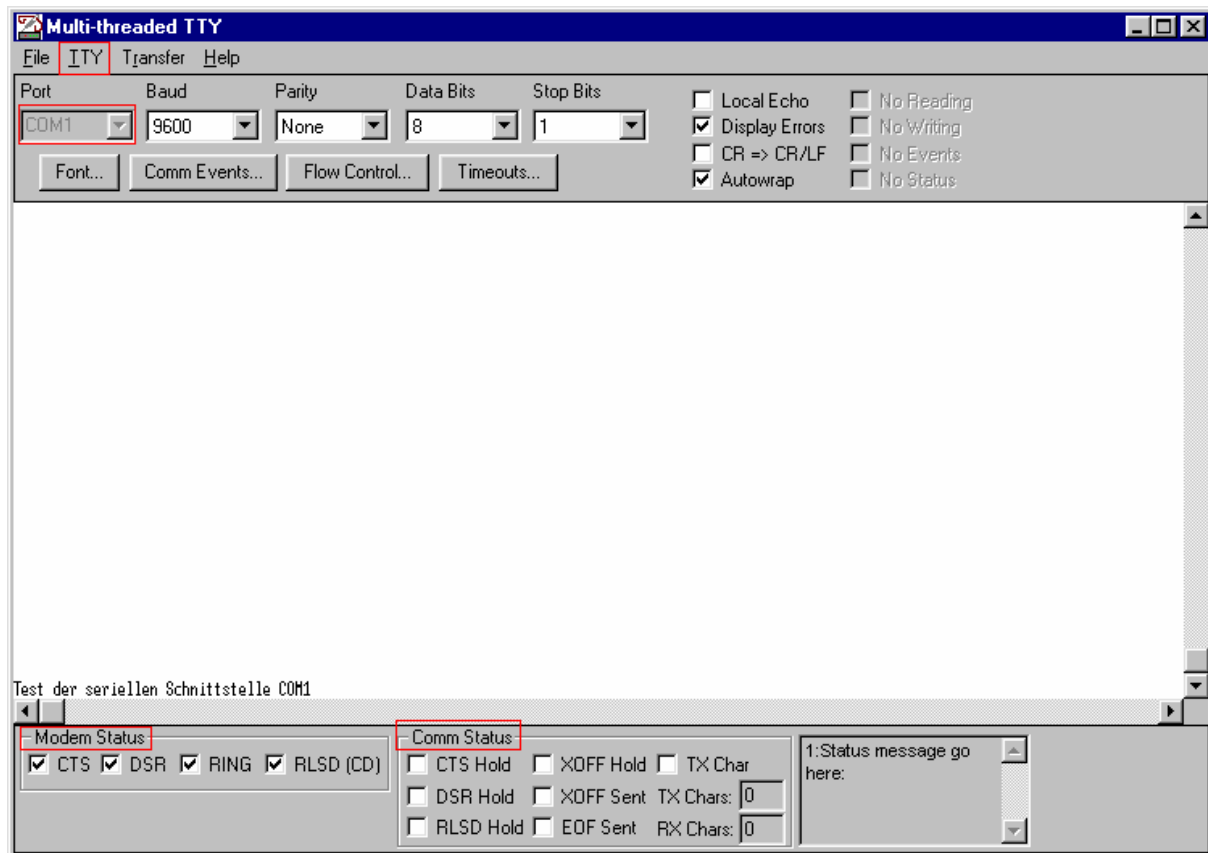 Multi-threaded TTY
File TTY Transfer Help
Port Baud Parity Data Bits Stop Bits
COM1 9600 None 8 1
Font... Comm Events... Flow Control... Timeouts...
Local Echo No Reading
Display Errors No Writing
CR => CR/LF No Events
Autowrap No Status
Test der seriellen Schnittstelle COM1
Modem Status
CTS DSR RING RLSD (CD)
Comm Status
CTS Hold XOFF Hold TX Char
DSR Hold XOFF Sent TX Chars: 0
RLSD Hold EOF Sent RX Chars: 0
1:Status message go
here: